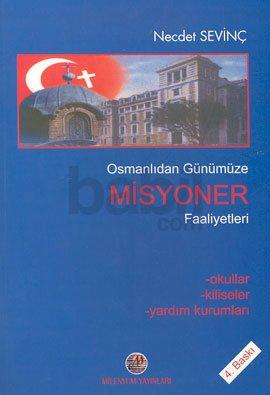 Necdet SEVİNÇ
Osmanlıdan Günümüze
MİSYONER
Faaliyetleri
-okullar
-kiliseler
-yardım kurumları
4. Baskı
MİLENYUM YAYINLARI